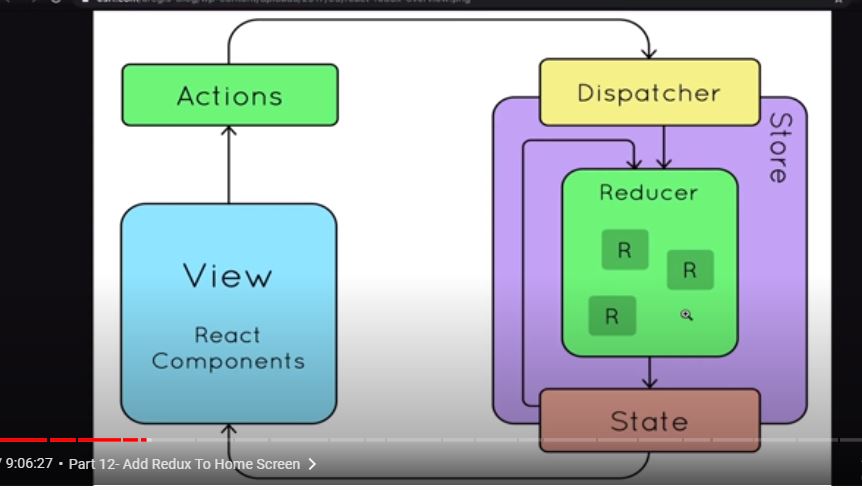 Actions
Dispatcher
Store
Reducer
R
R
R
View
React
Components
State
/ 9:06:27 • Part 12- Add Redux To Home Screen >